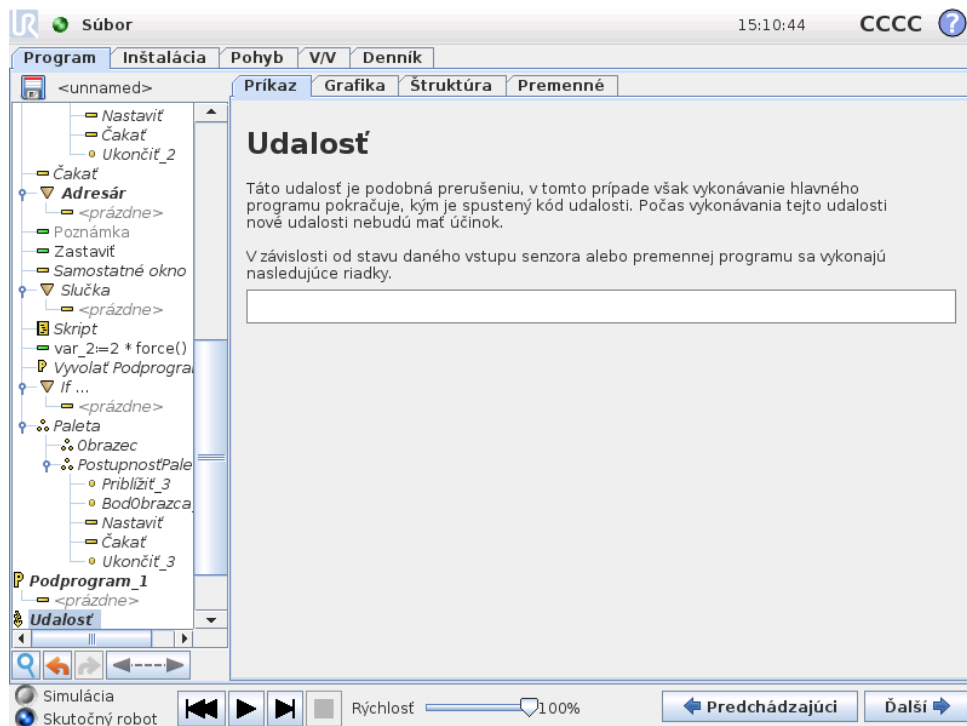 UR Súbor 15:10:44 CCCC ?
Program Inštalácia Pohyb V/V Denník
<unnamed>
Príkaz Grafika Štruktúra Premenné
Nastaviť
Čakať
Ukončiť_2
Čakať
Adresár
<prázdne>
Poznámka
Zastaviť
Samostatné okno
Slučka
<prázdne>
Skript
var_2:=2 * force()
Vyvolať Podprogra
If ...
<prázdne>
Paleta
Obrazec
PostupnosťPale
Priblížiť_3
BodObrazca
Nastaviť
Čakať
Ukončiť_3
P Podprogram_1
<prázdne>
Udalosť
Udalosť
Táto udalosť je podobná prerušeniu, v tomto prípade však vykonávanie hlavného
programu pokračuje, kým je spustený kód udalosti. Počas vykonávania tejto udalosti
nové udalosti nebudú mať účinok.
V závislosti od stavu daného vstupu senzora alebo premennej programu sa vykonajú
nasledujúce riadky.
Simulácia
Skutočný robot
Rýchlosť 100%
Predchádzajúci Ďalší